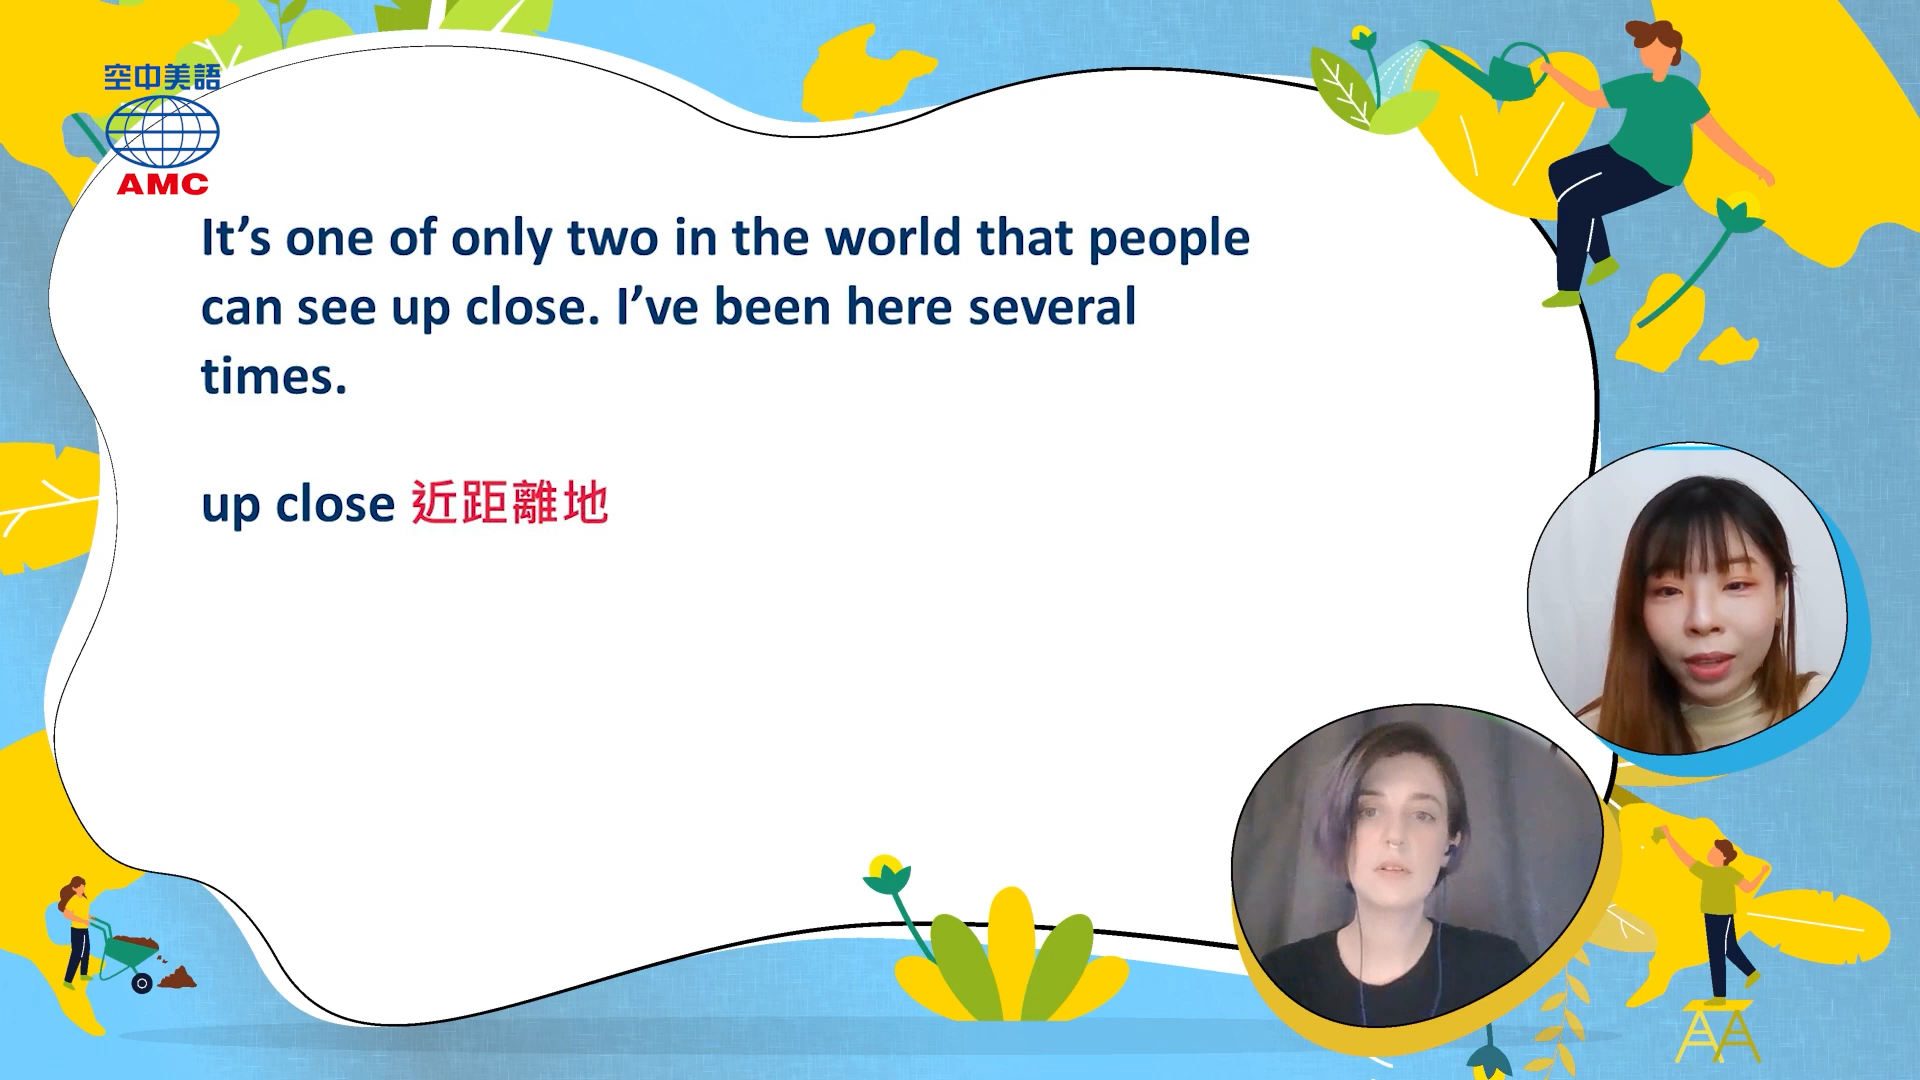 空中美語
AMC
It’s one of only two in the world that people
can see up close. I’ve been here several
times.
up close 近距離地